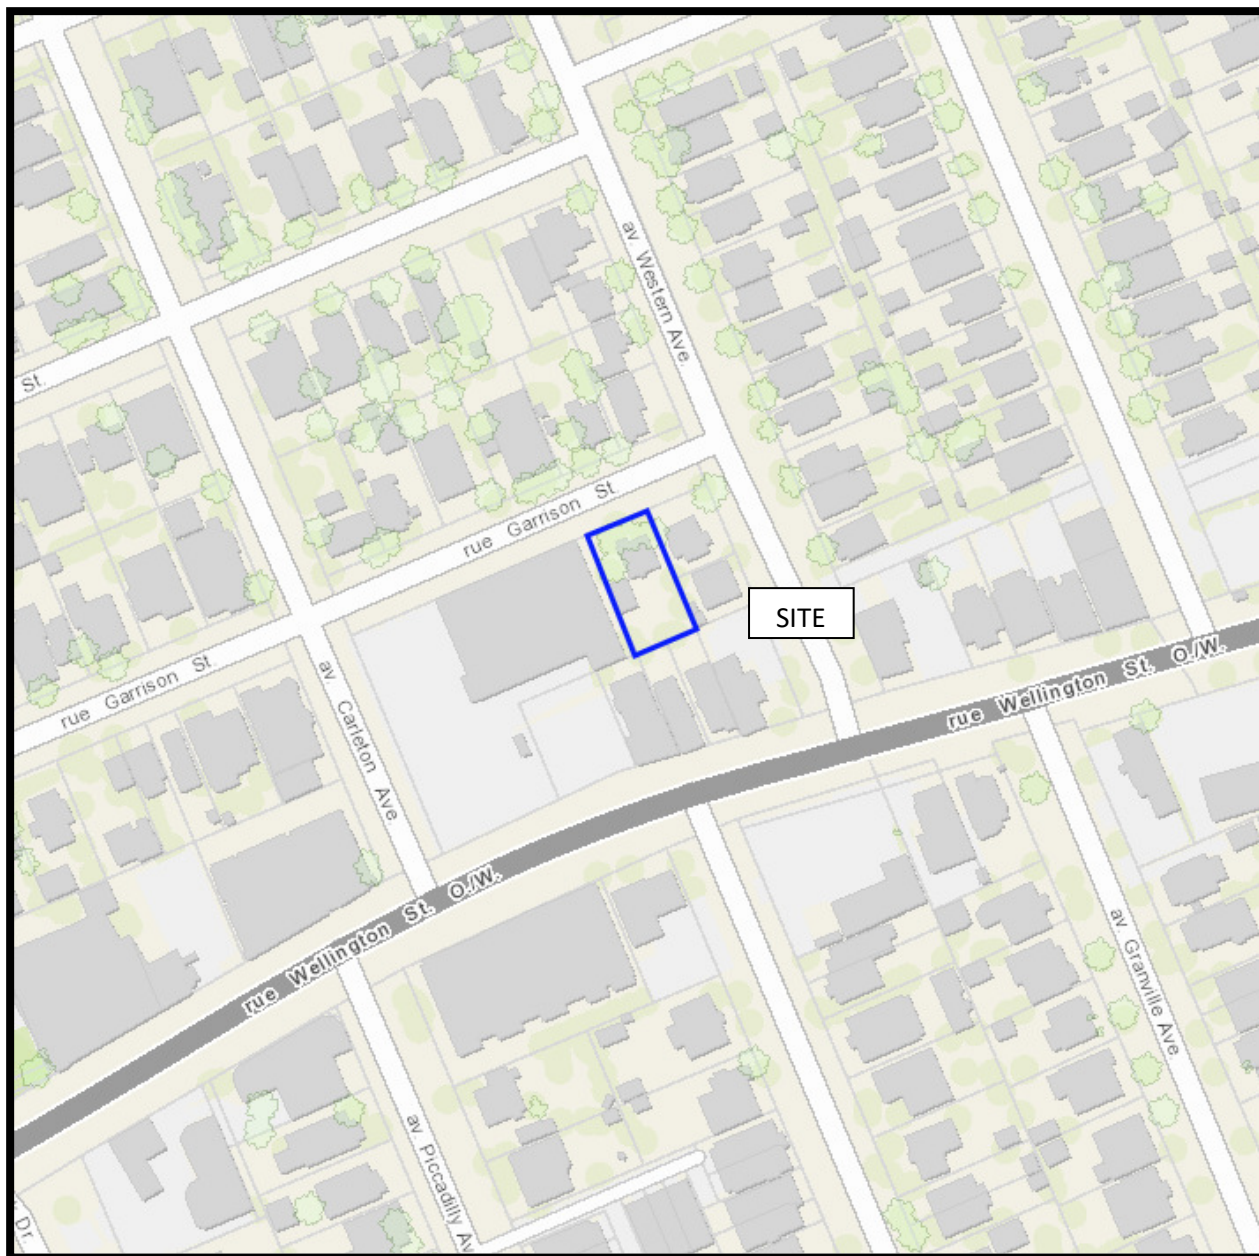 av. Western Ave.
St.
rue Garrison St.
SITE
rue Garrison St.
av. Carleton Ave
rue Wellington St. O./W.
rue Wellington St. O./W.
av. Granville Ave.
av. Piccadilly Av
Dr.